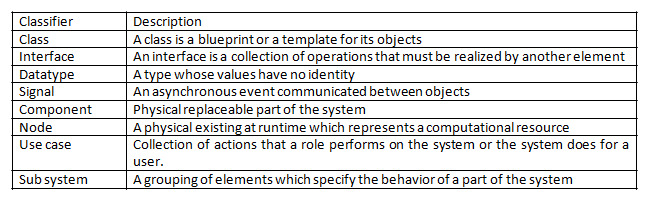 Classifier Description
Class A class is a blueprint or a template for its objects
Interface An interface is a collection of operations that must be realized by another element
Datatype A type whose values have no identity
Signal An asynchronous event communicated between objects
Component Physical replaceable part of the system
Node A physical existing at runtime which represents a computational resource
Use case Collection of actions that a role performs on the system or the system does for a
user.
Sub system A grouping of elements which specify the behavior of a part of the system